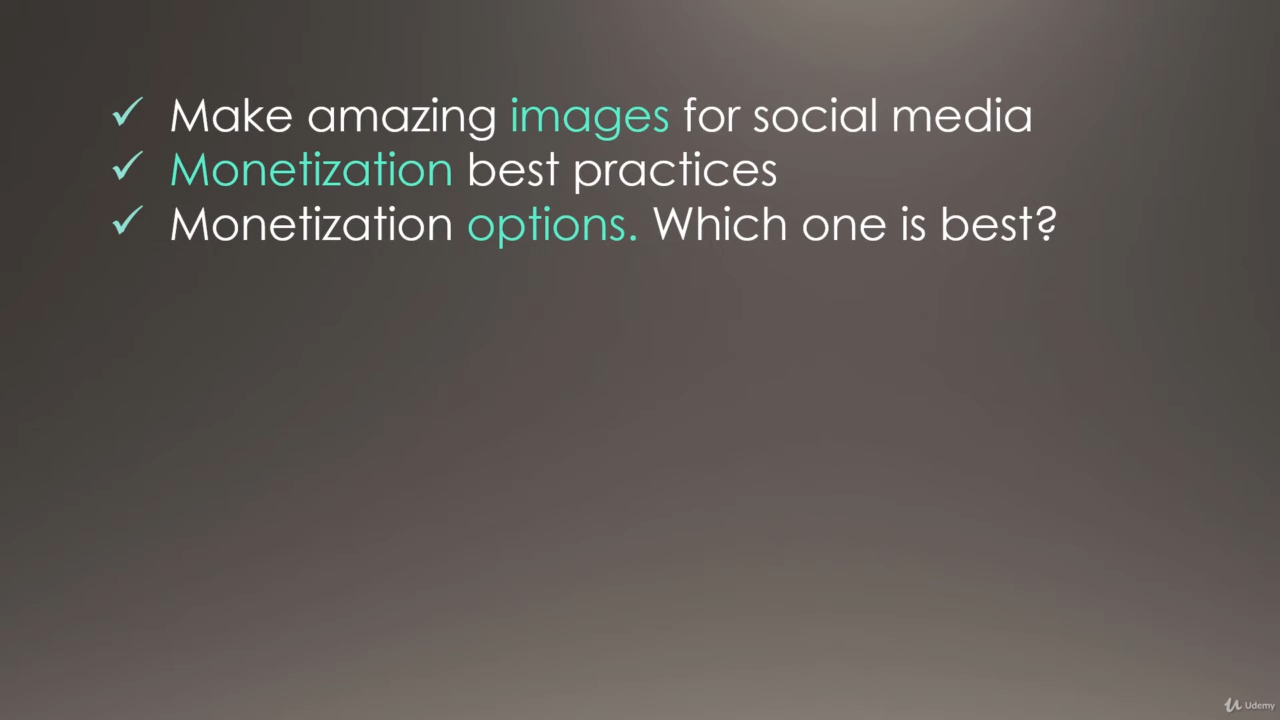 ✓ Make amazing images for social media
✓ Monetization best practices
✓ Monetization options. Which one is best?
Udemy